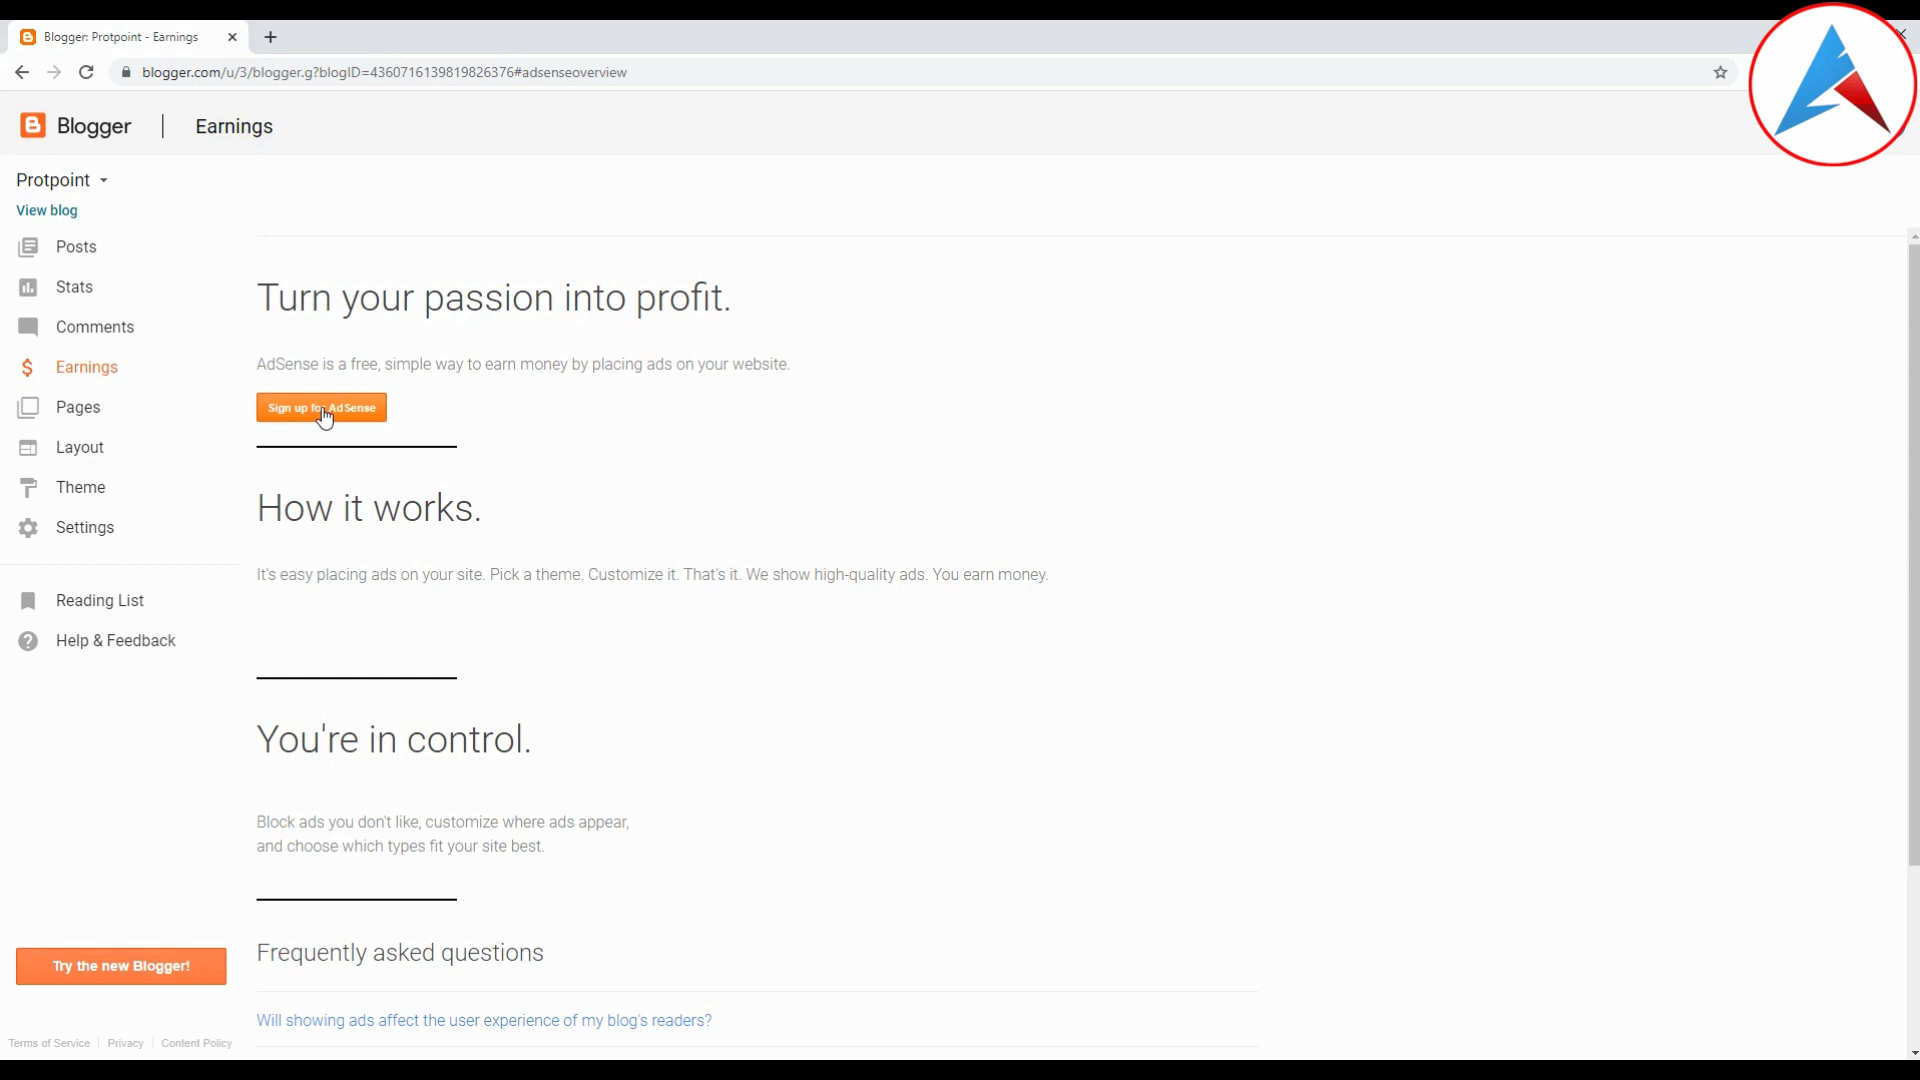 Blogger: Protpoint - Earnings
blogger.com/u/3/blogger.g?blogID=4360716139819826376#adsenseoverview
Blogger
Earnings
Protpoint
View blog
Posts
Stats
Comments
Earnings
Pages
Layout
Theme
Settings
Reading List
Help & Feedback
Try the new Blogger!
Terms of Service
Privacy
Content Policy
Turn your passion into profit.
AdSense is a free, simple way to earn money by placing ads on your website.
Sign up for AdSense
How it works.
It's easy placing ads on your site. Pick a theme. Customize it. That's it. We show high-quality ads. You earn money.
You're in control.
Block ads you don't like, customize where ads appear,
and choose which types fit your site best.
Frequently asked questions
Will showing ads affect the user experience of my blog's readers?